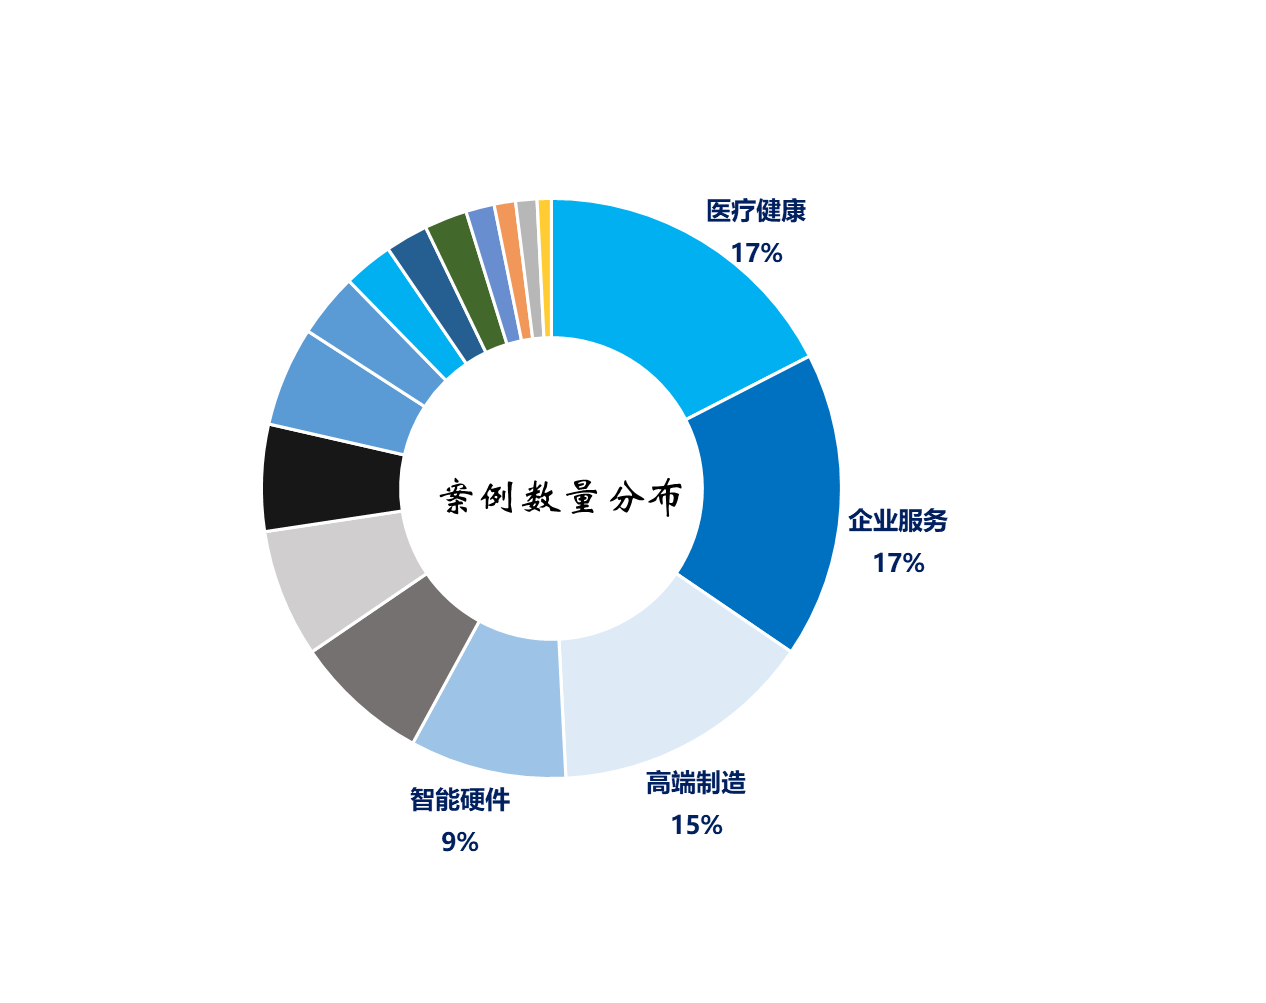 医疗健康
17%
案例数量分布
企业服务
17%
高端制造
15%
智能硬件
9%